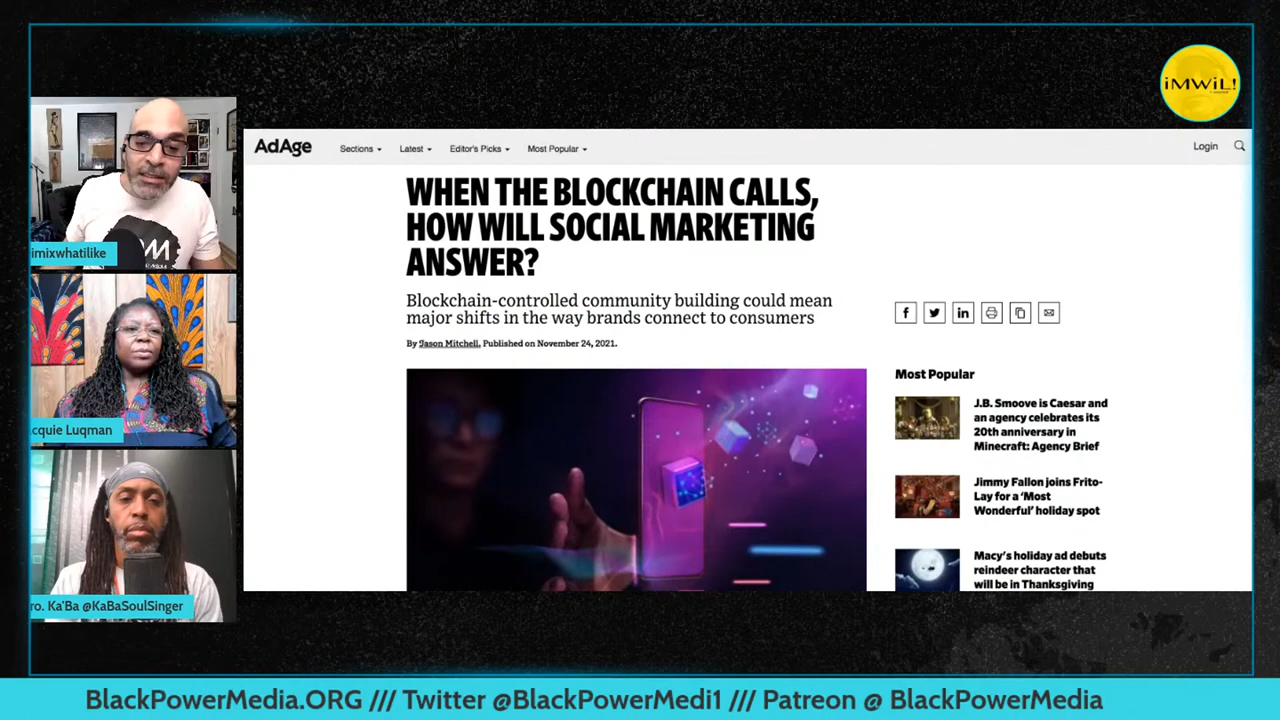 iMWiL!
imixwhatilike
cquie Luqman
ro. Ka'Ba @KaBaSoulSinger
AdAge
Sections
Latest
Editor's Picks
Most Popular
Login
WHEN THE BLOCKCHAIN CALLS,
HOW WILL SOCIAL MARKETING
ANSWER?
Blockchain-controlled community building could mean
major shifts in the way brands connect to consumers
By Jason Mitchell. Published on November 24, 2021.
Most Popular
J.B. Smoove is Caesar and
an agency celebrates its
20th anniversary in
Minecraft: Agency Brief
Jimmy Fallon joins Frito-
Lay for a 'Most
Wonderful' holiday spot
Macy's holiday ad debuts
reindeer character that
will be in Thanksgiving
BlackPowerMedia.ORG /// Twitter @BlackPowerMedi1 /// Patreon @ BlackPowerMedia